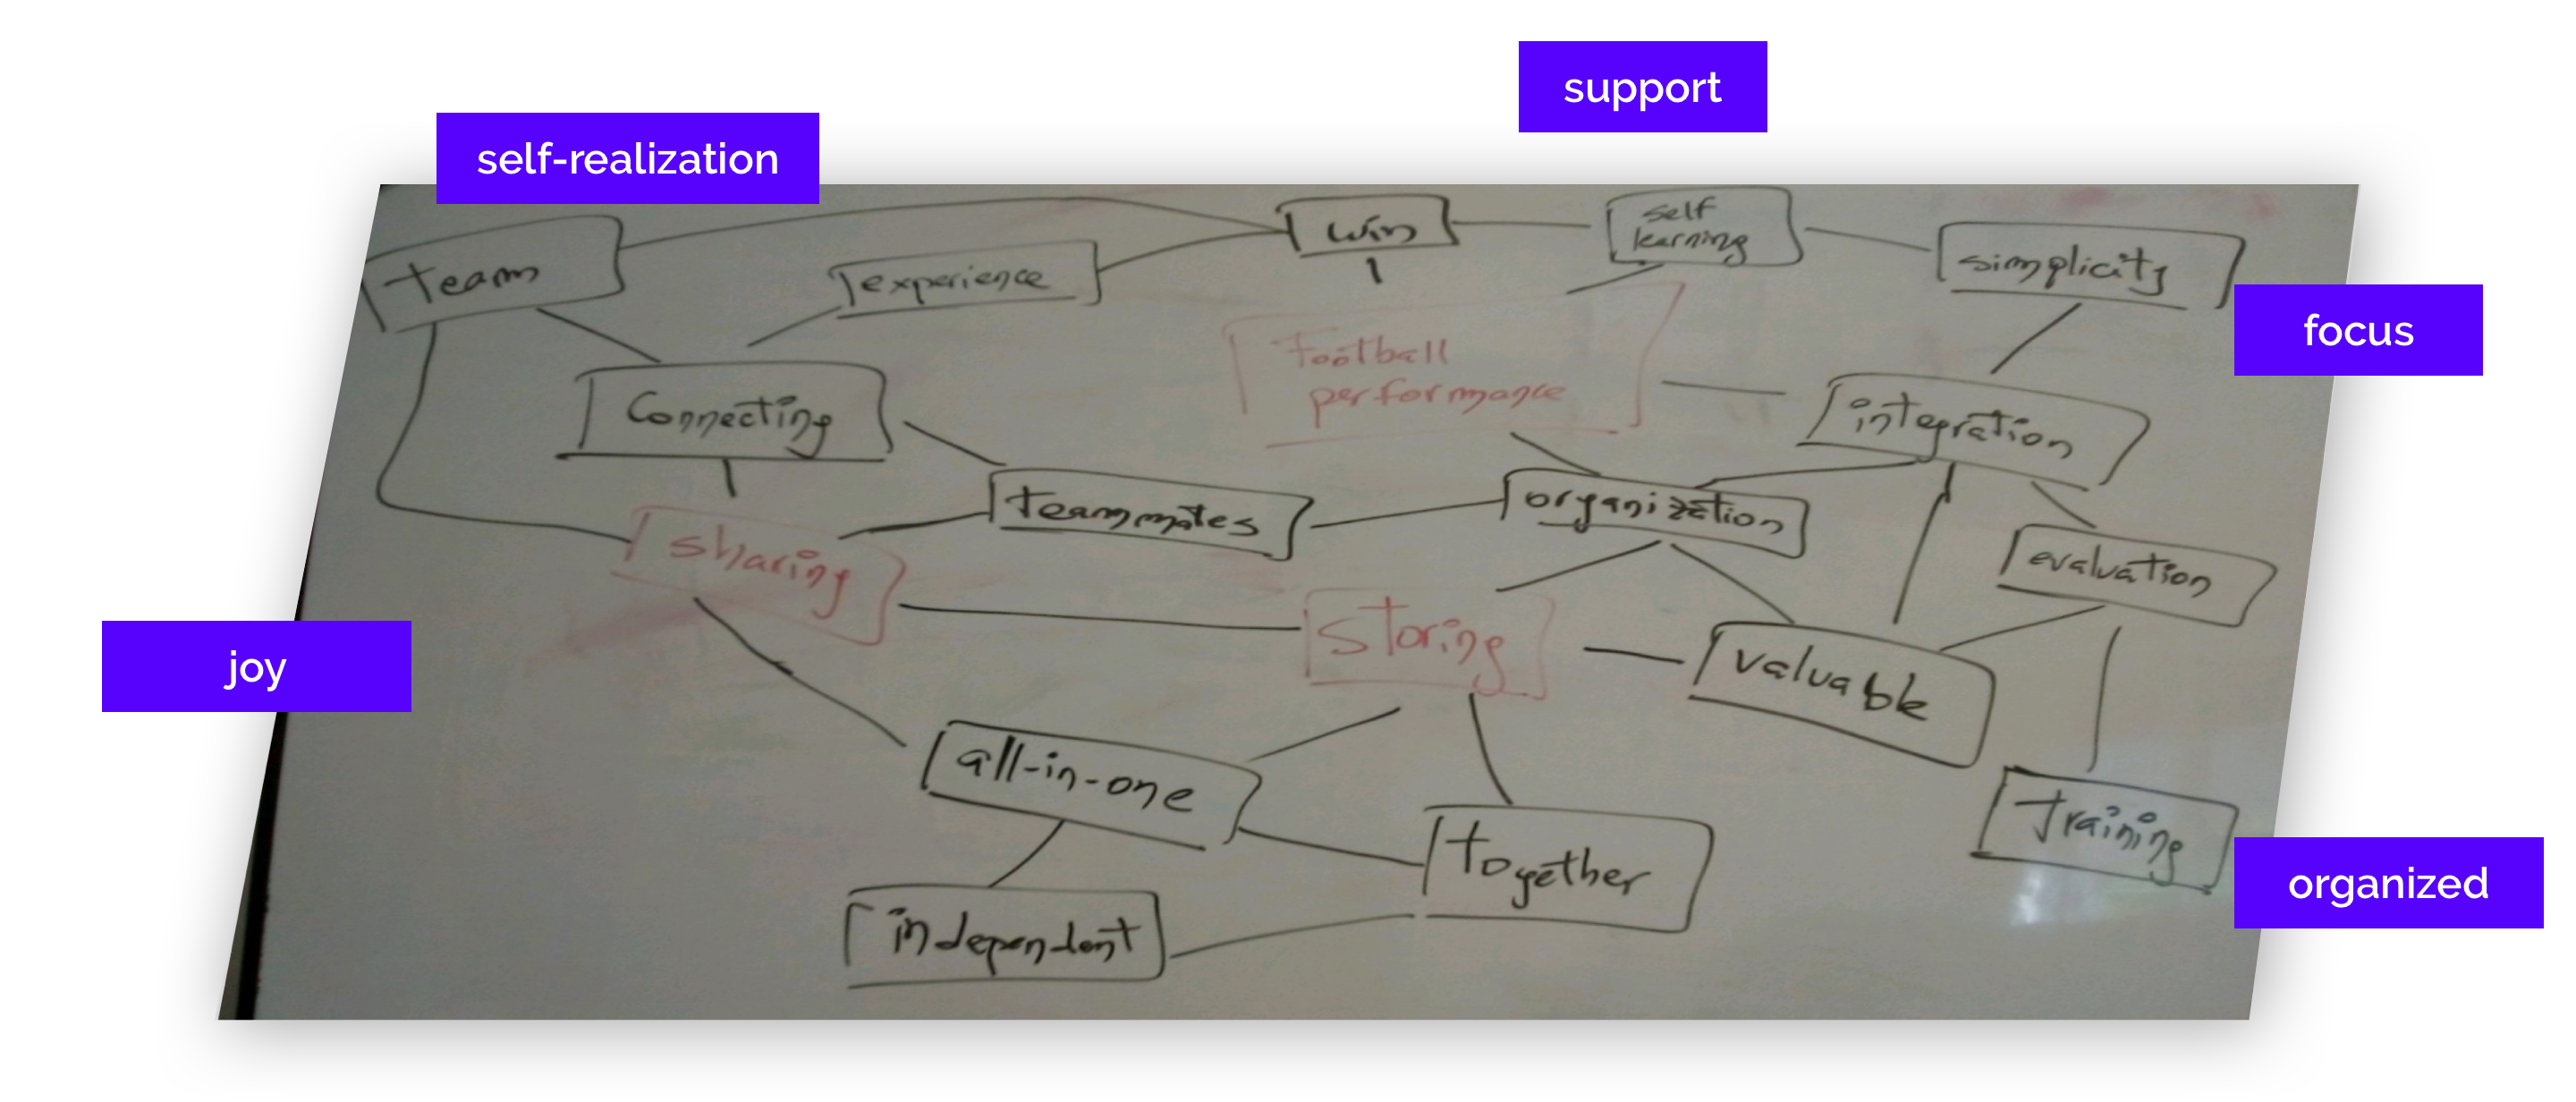 support
self-realization
win
self
learning
team
experience
simplicity
focus
Football
performance
Connecting
integration
teammates
organization
sharing
evaluation
storing
joy
valuable
all-in-one
Training
together
organized
independent